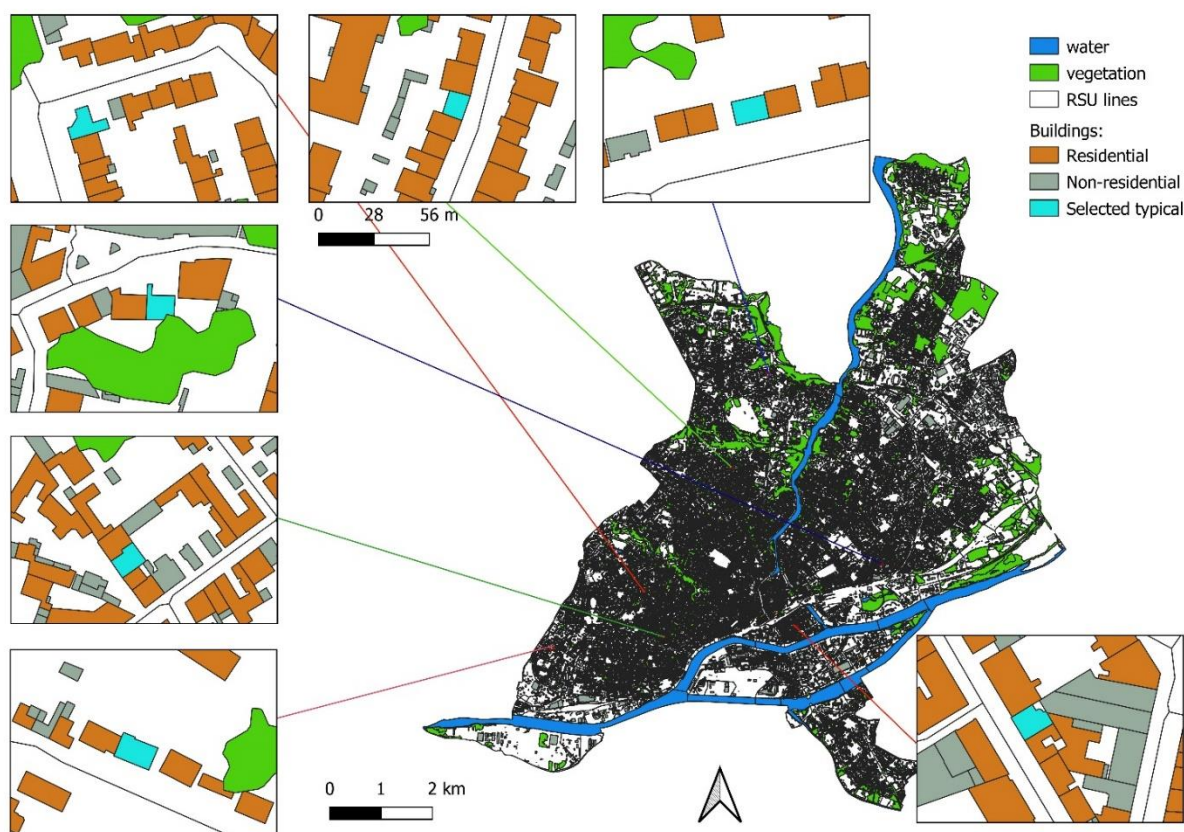 water
vegetation
RSU lines
Buildings:
Residential
Non-residential
Selected typical
0 28 56 m
0 1 2 km